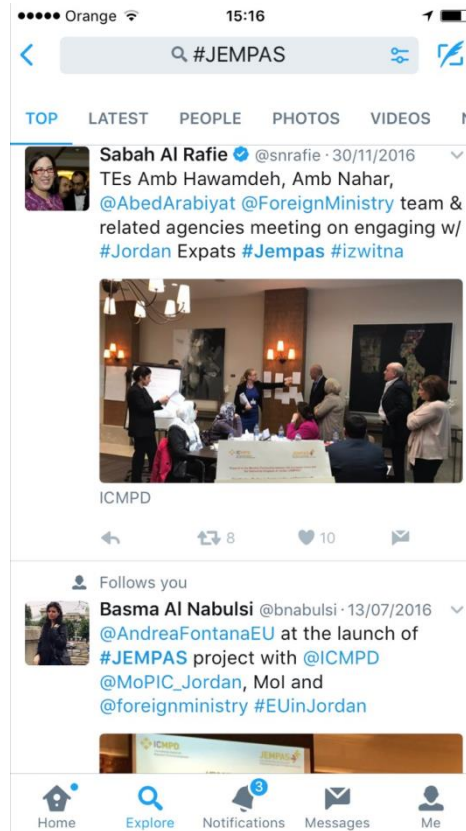 Orange 15:16
#JEMPAS
TOP LATEST PEOPLE PHOTOS VIDEOS
Sabah Al Rafie @snrafie · 30/11/2016
TEs Amb Hawamdeh, Amb Nahar,
@AbedArabiyat @ForeignMinistry team &
related agencies meeting on engaging w/
#Jordan Expats #Jempas #izwitna
ICMPD
8 10
Follows you
Basma Al Nabulsi @bnabulsi · 13/07/2016
@AndreaFontanaEU at the launch of
#JEMPAS project with @ICMPD
@MoPIC_Jordan, MoI and
@foreignministry #EUinJordan
ICMPD JEMPAS
3
Home Explore Notifications Messages Me